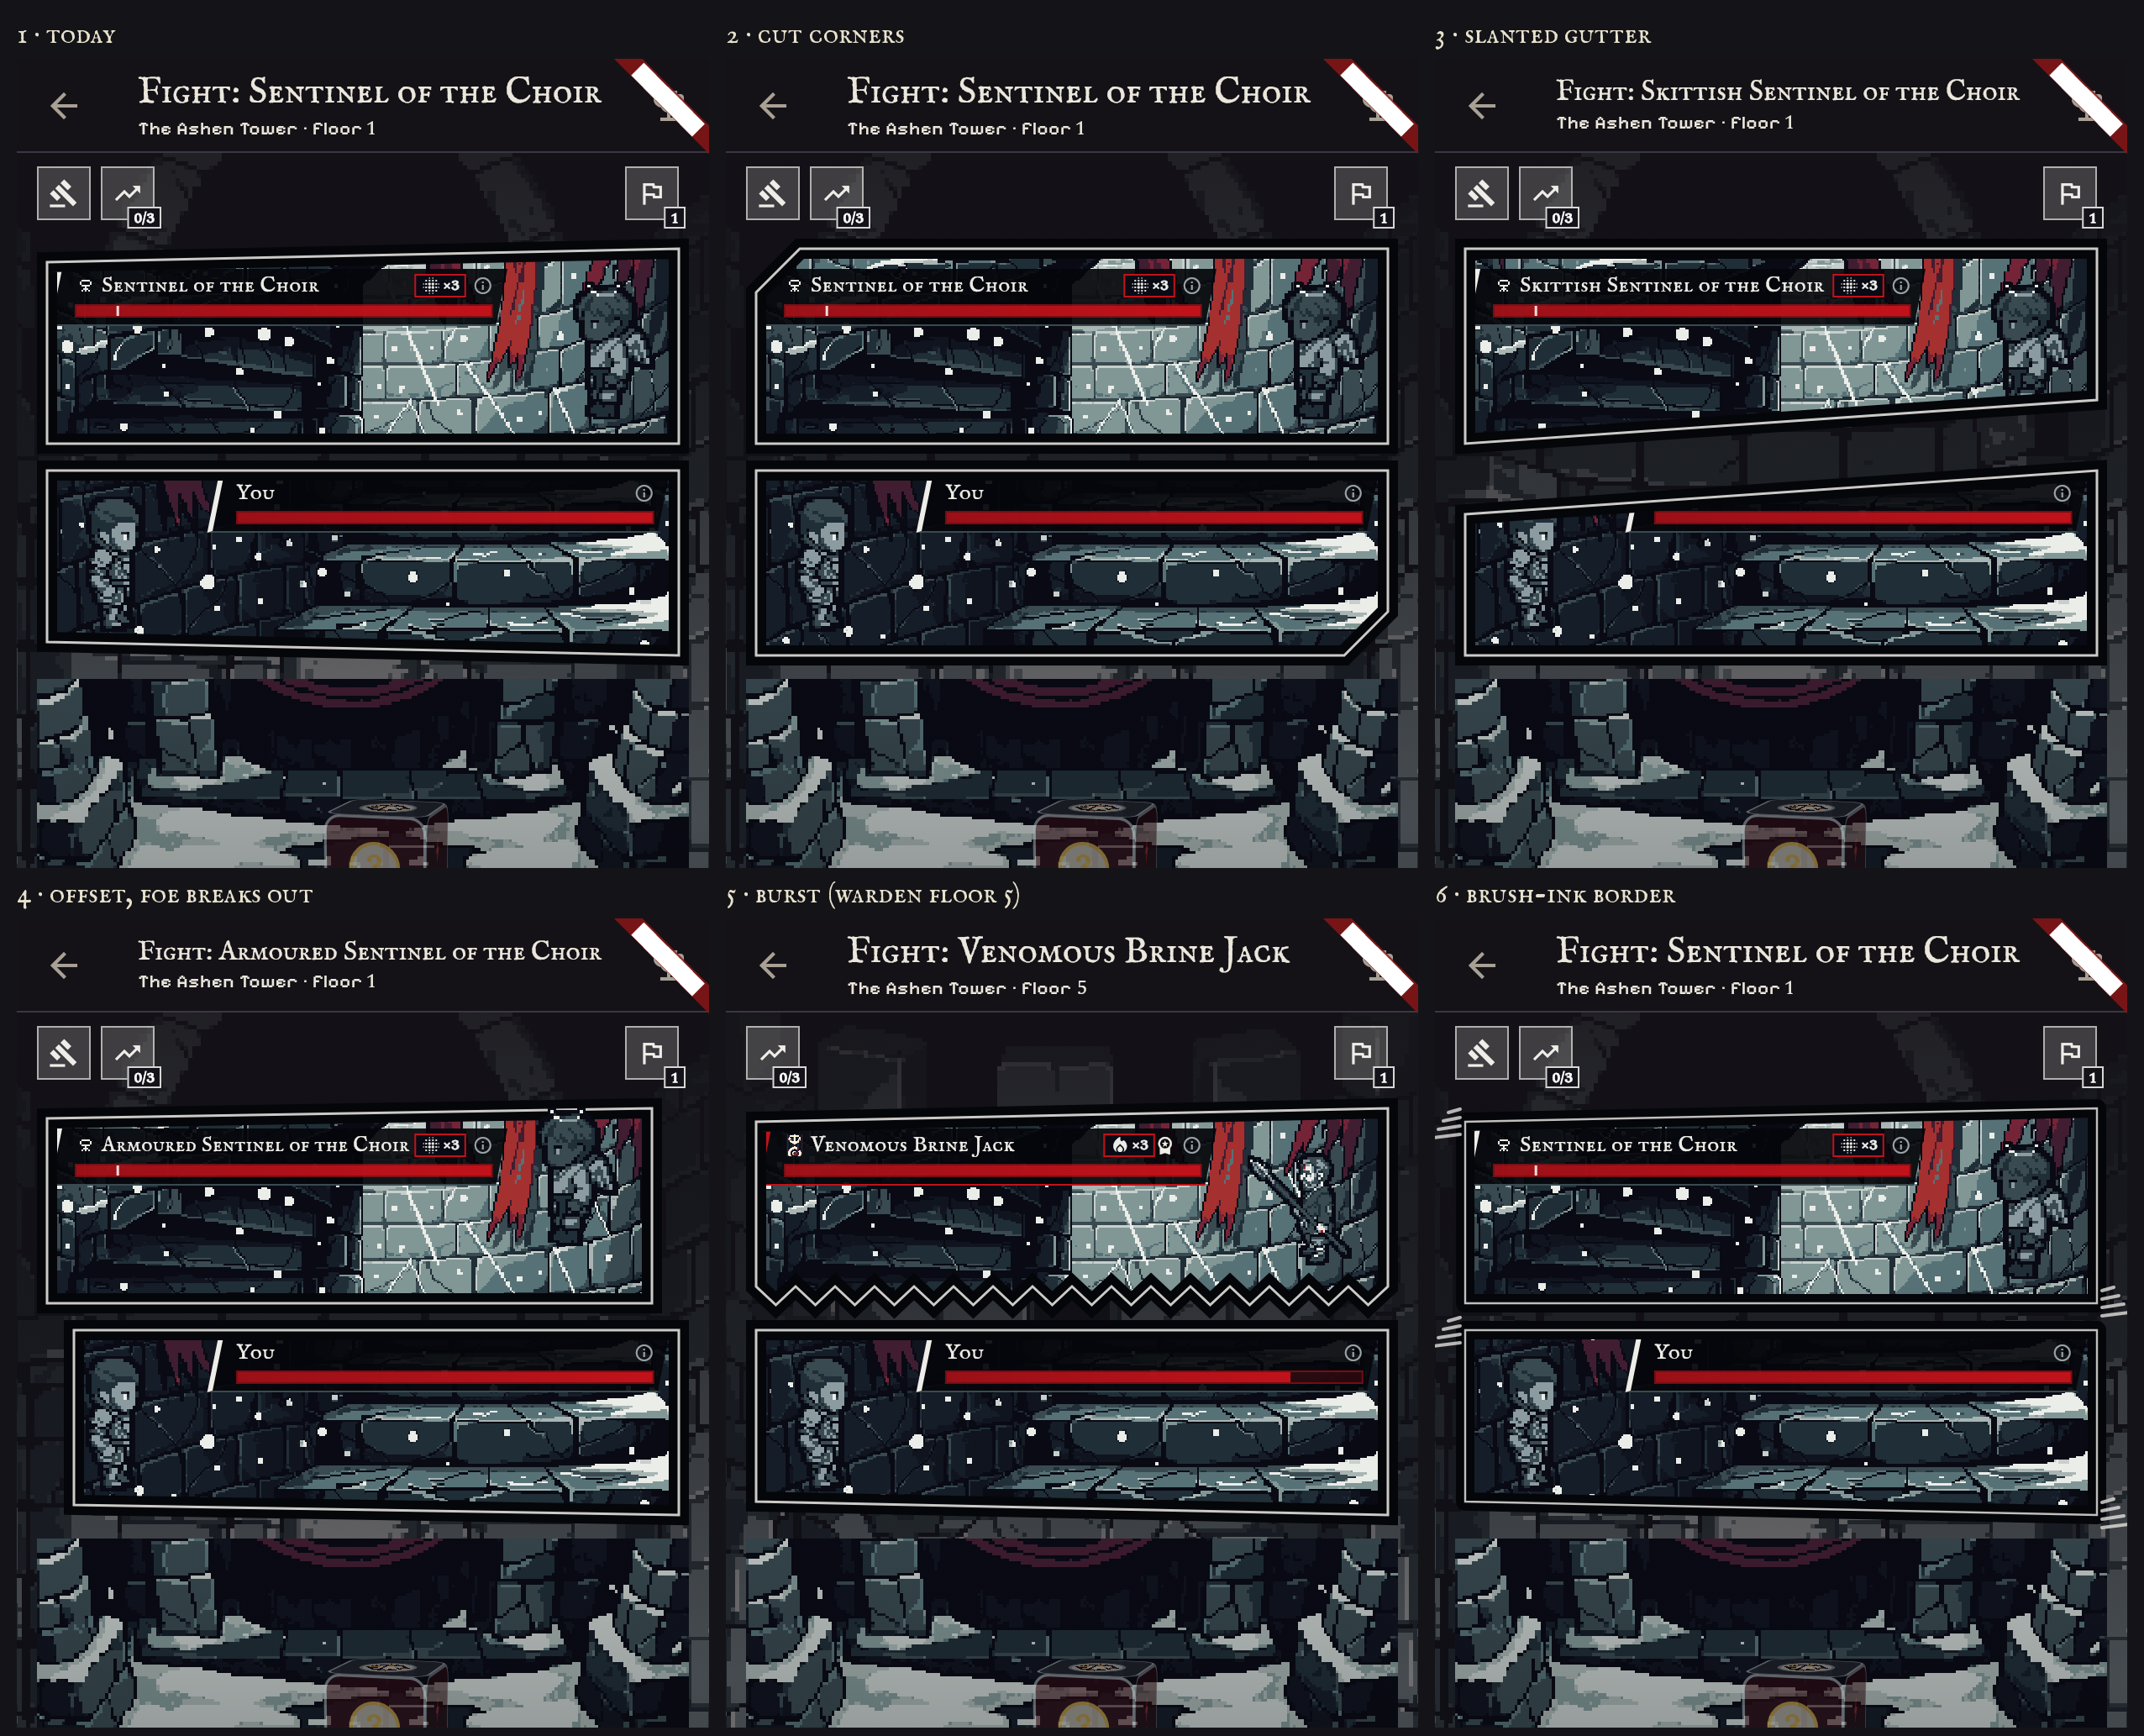 1 · Today
2 · Cut corners
3 · Slanted gutter
Fight: Sentinel of the Choir
The Ashen Tower · Floor 1
0/3
1
Sentinel of the Choir
×3
You
Fight: Sentinel of the Choir
The Ashen Tower · Floor 1
0/3
1
Sentinel of the Choir
×3
You
Fight: Skittish Sentinel of the Choir
The Ashen Tower · Floor 1
0/3
1
Skittish Sentinel of the Choir
×3
4 · Offset, foe breaks out
5 · Burst (Warden floor 5)
6 · Brush-ink border
Fight: Armoured Sentinel of the Choir
The Ashen Tower · Floor 1
0/3
1
Armoured Sentinel of the Choir
×3
You
Fight: Venomous Brine Jack
The Ashen Tower · Floor 5
0/3
1
Venomous Brine Jack
×3
You
Fight: Sentinel of the Choir
The Ashen Tower · Floor 1
0/3
1
Sentinel of the Choir
×3
You